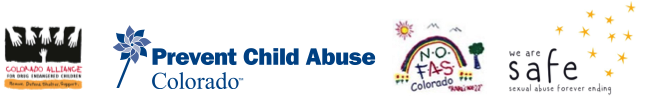 COLORADO ALLIANCE
FOR DRUG ENDANGERED CHILDREN
Prevent Child Abuse
Colorado
N·O·
FAS
Colorado
we are
safe
sexual abuse forever ending